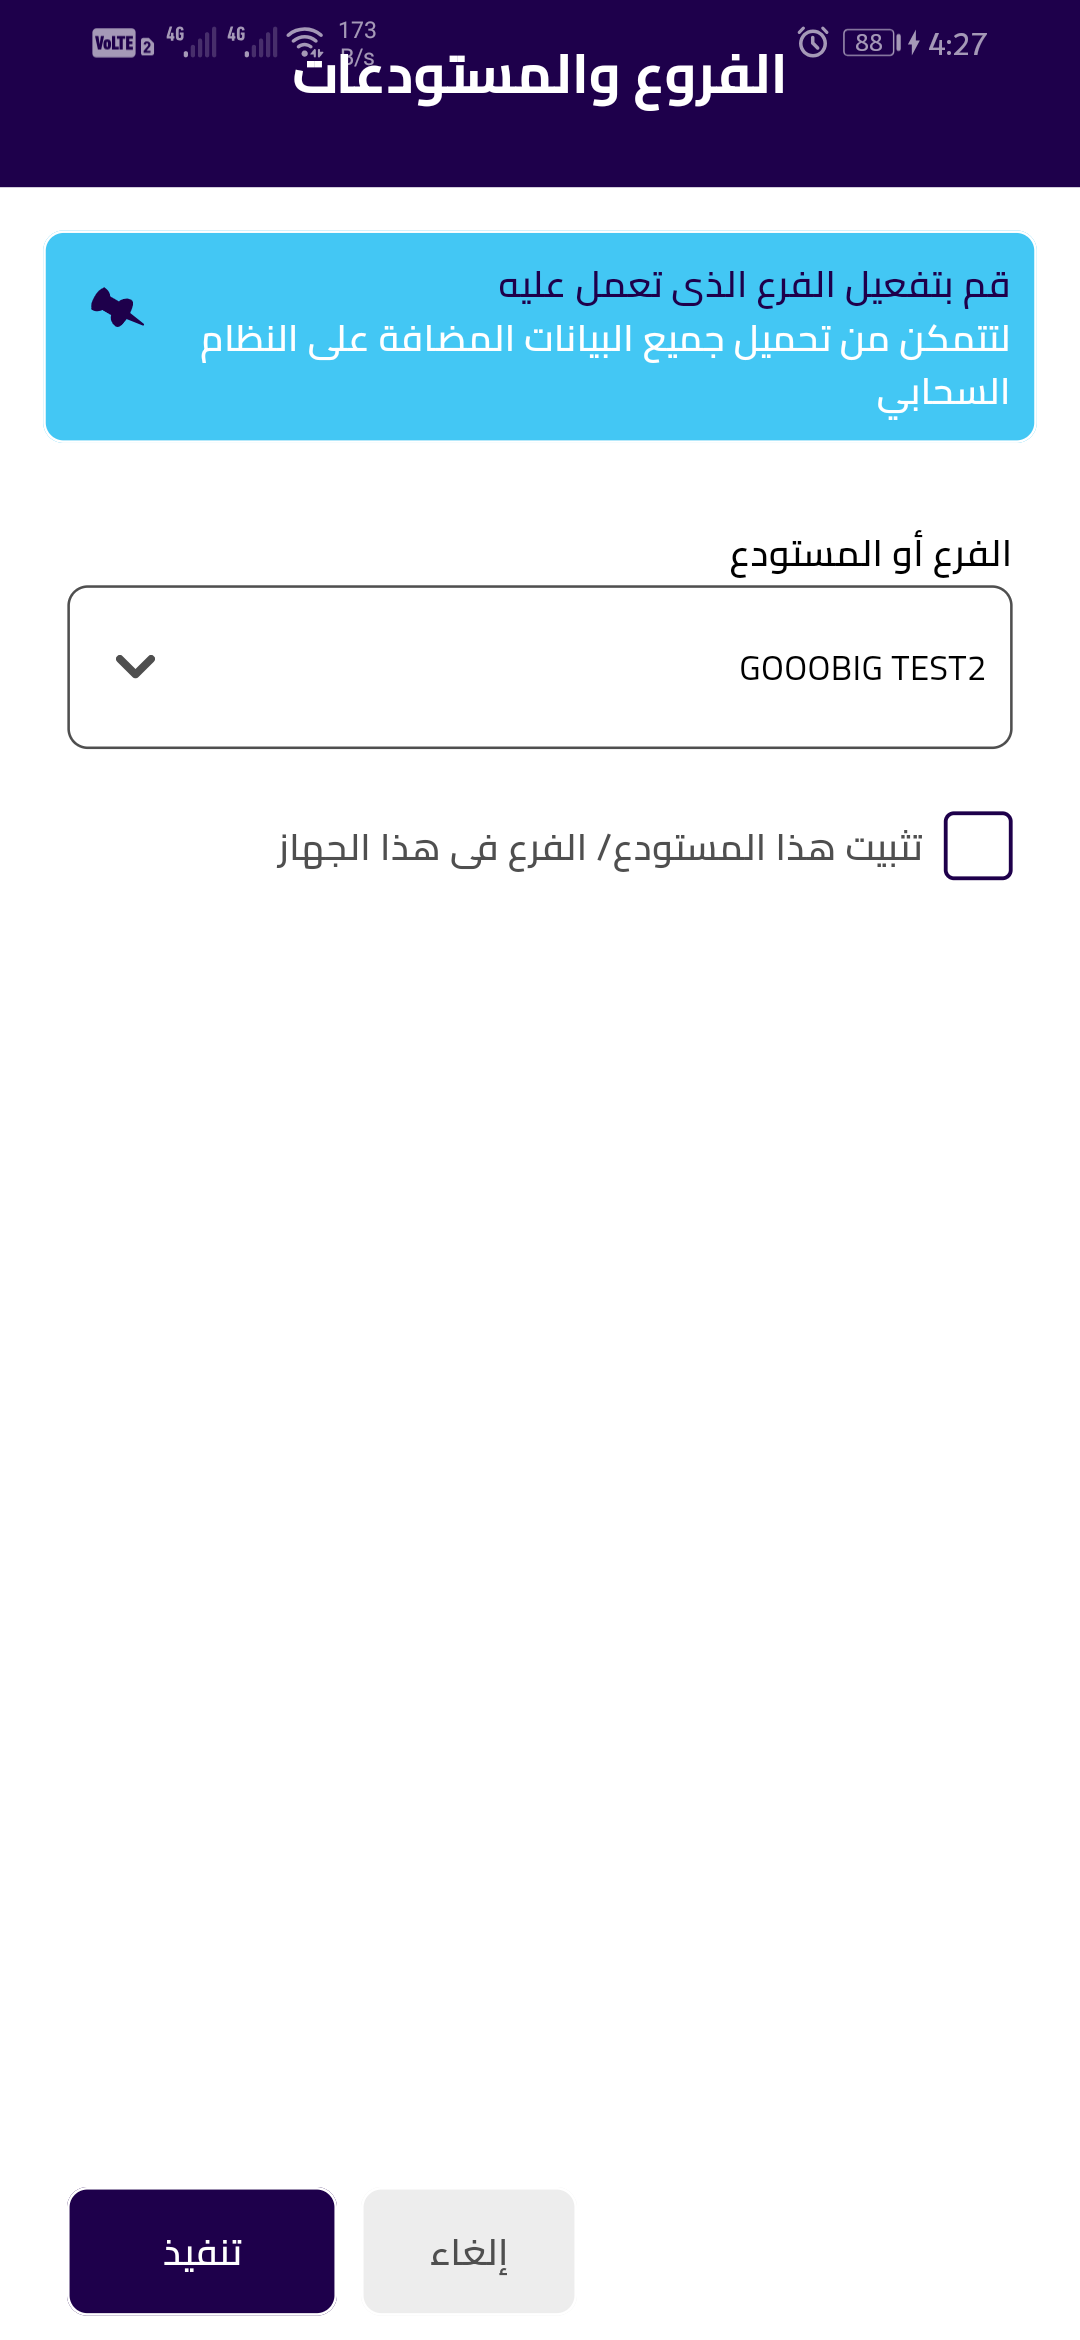 VoLTE 2 4G 4G 173 B/s 88 4:27
الفروع والمستودعات
قم بتفعيل الفرع الذى تعمل عليه
لتتمكن من تحميل جميع البيانات المضافة على النظام
السحابي
الفرع أو المستودع
GOOOBIG TEST2
تثبيت هذا المستودع/ الفرع فى هذا الجهاز
إلغاء
تنفيذ